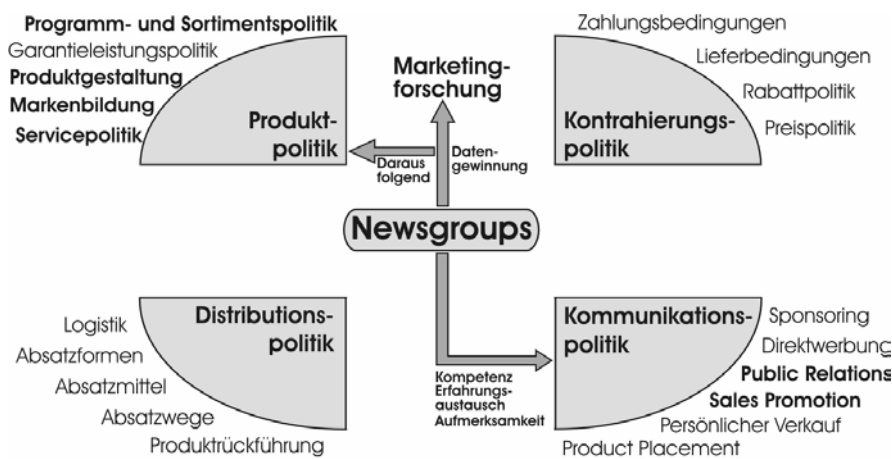 Programm- und Sortimentspolitik
Garantieleistungspolitik
Produktgestaltung
Markenbildung
Servicepolitik
Produkt-
politik
Marketing-
forschung
Daraus
folgend
Daten-
gewinnung
Zahlungsbedingungen
Lieferbedingungen
Rabattpolitik
Preispolitik
Kontrahierungs-
politik
Newsgroups
Distributions-
politik
Logistik
Absatzformen
Absatzmittel
Absatzwege
Produktrückführung
Kompetenz
Erfahrungs-
austausch
Aufmerksamkeit
Kommunikations-
politik
Sponsoring
Direktwerbung
Public Relations
Sales Promotion
Persönlicher Verkauf
Product Placement